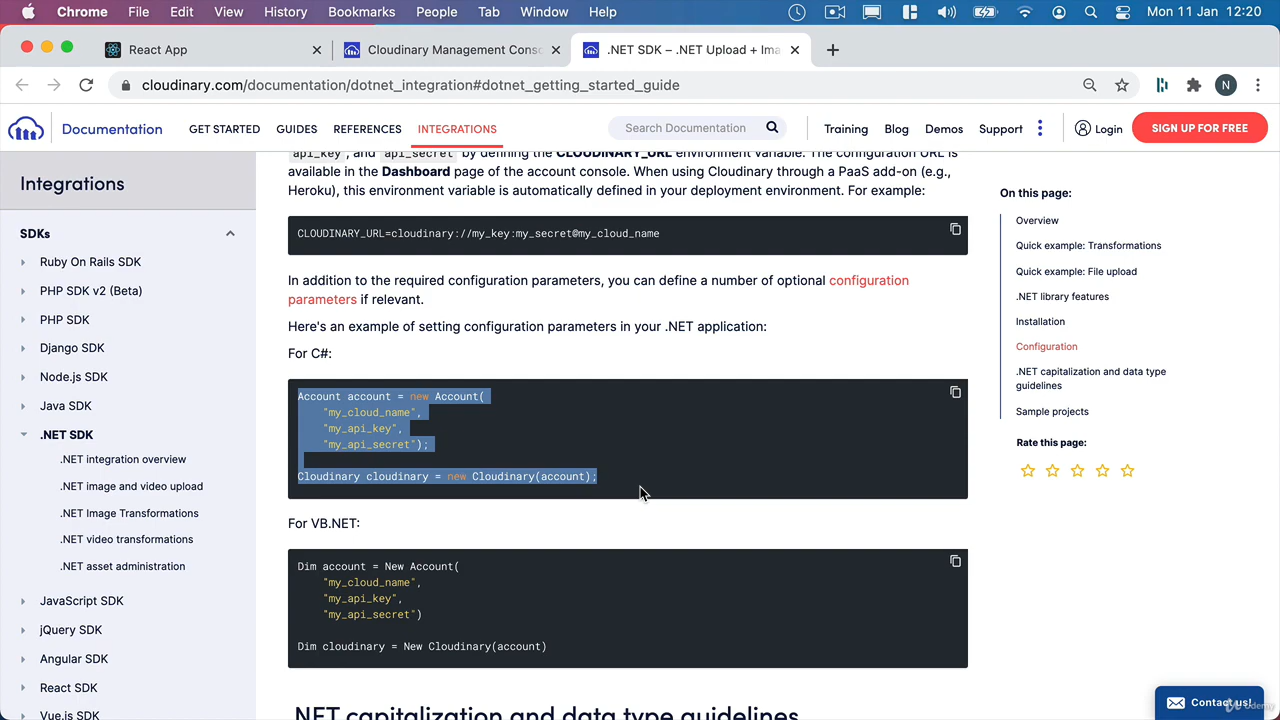 Chrome File Edit View History Bookmarks People Tab Window Help Mon 11 Jan 12:20
React App
Cloudinary Management Conso
.NET SDK – .NET Upload + Ima
cloudinary.com/documentation/dotnet_integration#dotnet_getting_started_guide
N
Documentation
GET STARTED GUIDES REFERENCES INTEGRATIONS
Search Documentation
Training Blog Demos Support
Login
SIGN UP FOR FREE
Integrations
SDKs
Ruby On Rails SDK
PHP SDK v2 (Beta)
PHP SDK
Django SDK
Node.js SDK
Java SDK
.NET SDK
.NET integration overview
.NET image and video upload
.NET Image Transformations
.NET video transformations
.NET asset administration
JavaScript SDK
jQuery SDK
Angular SDK
React SDK
Vue.js SDK
api_key, and api_secret by defining the CLOUDINARY_URL environment variable. The configuration URL is
available in the Dashboard page of the account console. When using Cloudinary through a PaaS add-on (e.g.,
Heroku), this environment variable is automatically defined in your deployment environment. For example:
CLOUDINARY_URL=cloudinary://my_key:my_secret@my_cloud_name
In addition to the required configuration parameters, you can define a number of optional configuration
parameters if relevant.
Here's an example of setting configuration parameters in your .NET application:
For C#:
Account account = new Account(
"my_cloud_name",
"my_api_key",
"my_api_secret");
Cloudinary cloudinary = new Cloudinary(account);
For VB.NET:
Dim account = New Account(
"my_cloud_name",
"my_api_key",
"my_api_secret")
Dim cloudinary = New Cloudinary(account)
.NET capitalization and data type guidelines
On this page:
Overview
Quick example: Transformations
Quick example: File upload
.NET library features
Installation
Configuration
.NET capitalization and data type
guidelines
Sample projects
Rate this page:
Contact us!
Udemy